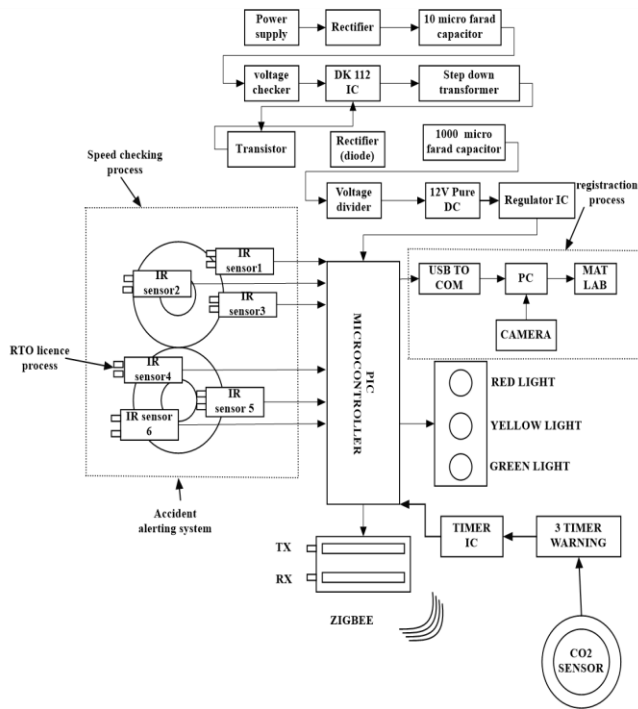 Power
supply
Rectifier
10 micro farad
capacitor
voltage
checker
DK 112
IC
Step down
transformer
Transistor
Rectifier
(diode)
1000 micro
farad capacitor
Speed checking
process
Voltage
divider
12V Pure
DC
Regulator IC
registraction
process
IR
sensor1
IR
sensor2
IR
sensor3
USB TO
COM
PC
MAT
LAB
CAMERA
PIC
MICROCONTROLLER
RTO licence
process
IR
sensor4
IR
sensor 5
IR sensor
6
RED LIGHT
YELLOW LIGHT
GREEN LIGHT
Accident
alerting system
TIMER
IC
3 TIMER
WARNING
TX
RX
ZIGBEE
CO2
SENSOR